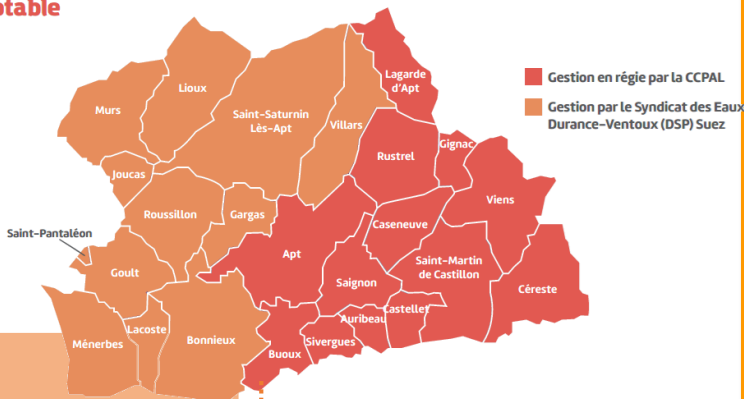 otable
Lagarde
d'Apt
Gestion en régie par la CCPAL
Gestion par le Syndicat des Eaux
Durance-Ventoux (DSP) Suez
Lioux
Murs
Saint-Saturnin
Lès-Apt
Villars
Rustrel
Gignac
Joucas
Viens
Roussillon
Gargas
Caseneuve
Saint-Pantaléon
Apt
Goult
Saint-Martin
de Castillon
Saignon
Céreste
Castellet
Auribeau
Lacoste
Ménerbes
Bonnieux
Sivergues
Buoux